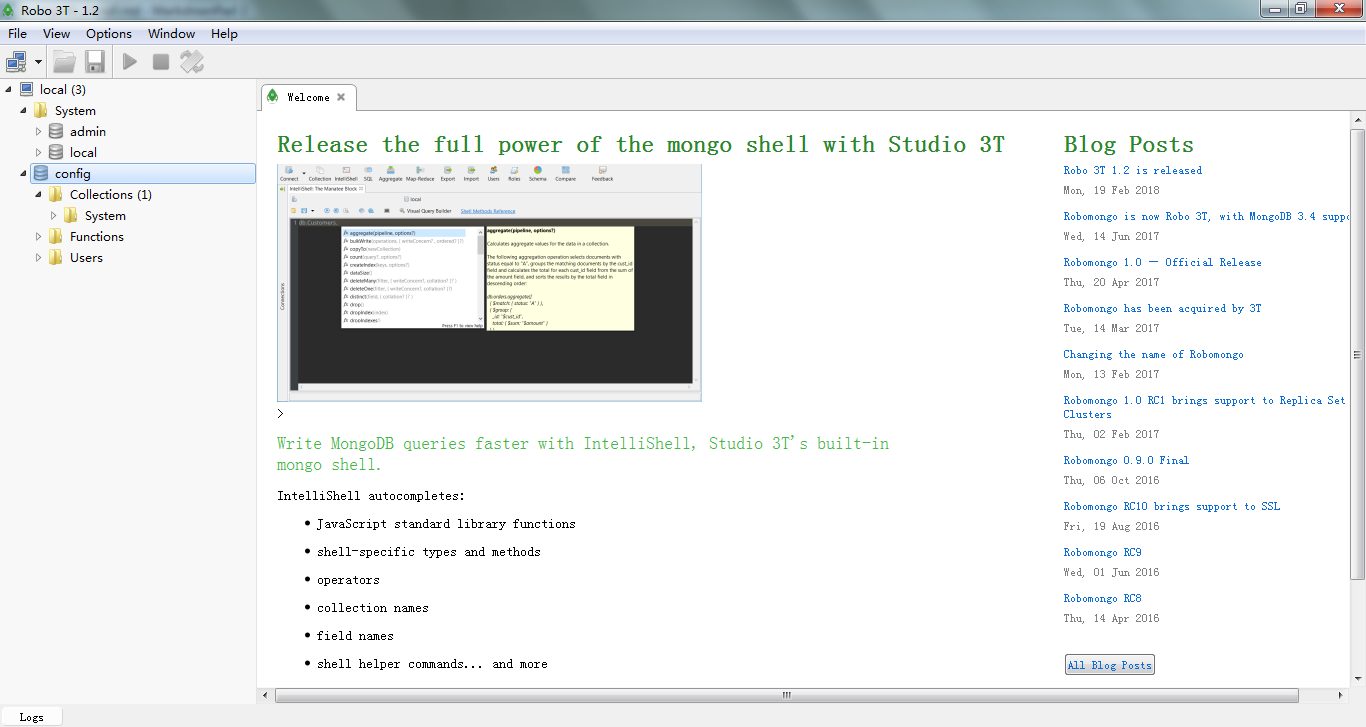 Robo 3T - 1.2
File View Options Window Help
local (3)
System
admin
local
config
Collections (1)
System
Functions
Users
Welcome
Release the full power of the mongo shell with Studio 3T
Connect Collection IntelliShell SQL Aggregate Map-Reduce Export Import Users Roles Schema Compare Feedback
IntelliShell: The Manatee Block
local
Visual Query Builder Shell Methods Reference
1 db.Customers.
Connections
aggregate(pipeline, options?)
bulkWrite(operations, { writeConcern?, ordered? }?)
copyTo(newCollection)
count(query?, options?)
createIndex(keys, options?)
dataSize()
deleteMany(filter, { writeConcern?, collation? }?)
deleteOne(filter, { writeConcern?, collation? }?)
distinct(field, { collation? }?)
drop()
dropIndex(index)
dropIndexes()
Press F1 to view help
aggregate(pipeline, options?)
Calculates aggregate values for the data in a collection.
The following aggregation operation selects documents with
status equal to "A", groups the matching documents by the cust_id
field and calculates the total for each cust_id field from the sum of
the amount field, and sorts the results by the total field in
descending order:
db.orders.aggregate([
{ $match: { status: "A" } },
{ $group: {
_id: "$cust_id",
total: { $sum: "$amount" }
>
Write MongoDB queries faster with IntelliShell, Studio 3T's built-in
mongo shell.
IntelliShell autocompletes:
• JavaScript standard library functions
• shell-specific types and methods
• operators
• collection names
• field names
• shell helper commands... and more
Blog Posts
Robo 3T 1.2 is released
Mon, 19 Feb 2018
Robomongo is now Robo 3T, with MongoDB 3.4 suppo
Wed, 14 Jun 2017
Robomongo 1.0 — Official Release
Thu, 20 Apr 2017
Robomongo has been acquired by 3T
Tue, 14 Mar 2017
Changing the name of Robomongo
Mon, 13 Feb 2017
Robomongo 1.0 RC1 brings support to Replica Set
Clusters
Thu, 02 Feb 2017
Robomongo 0.9.0 Final
Thu, 06 Oct 2016
Robomongo RC10 brings support to SSL
Fri, 19 Aug 2016
Robomongo RC9
Wed, 01 Jun 2016
Robomongo RC8
Thu, 14 Apr 2016
All Blog Posts
Logs